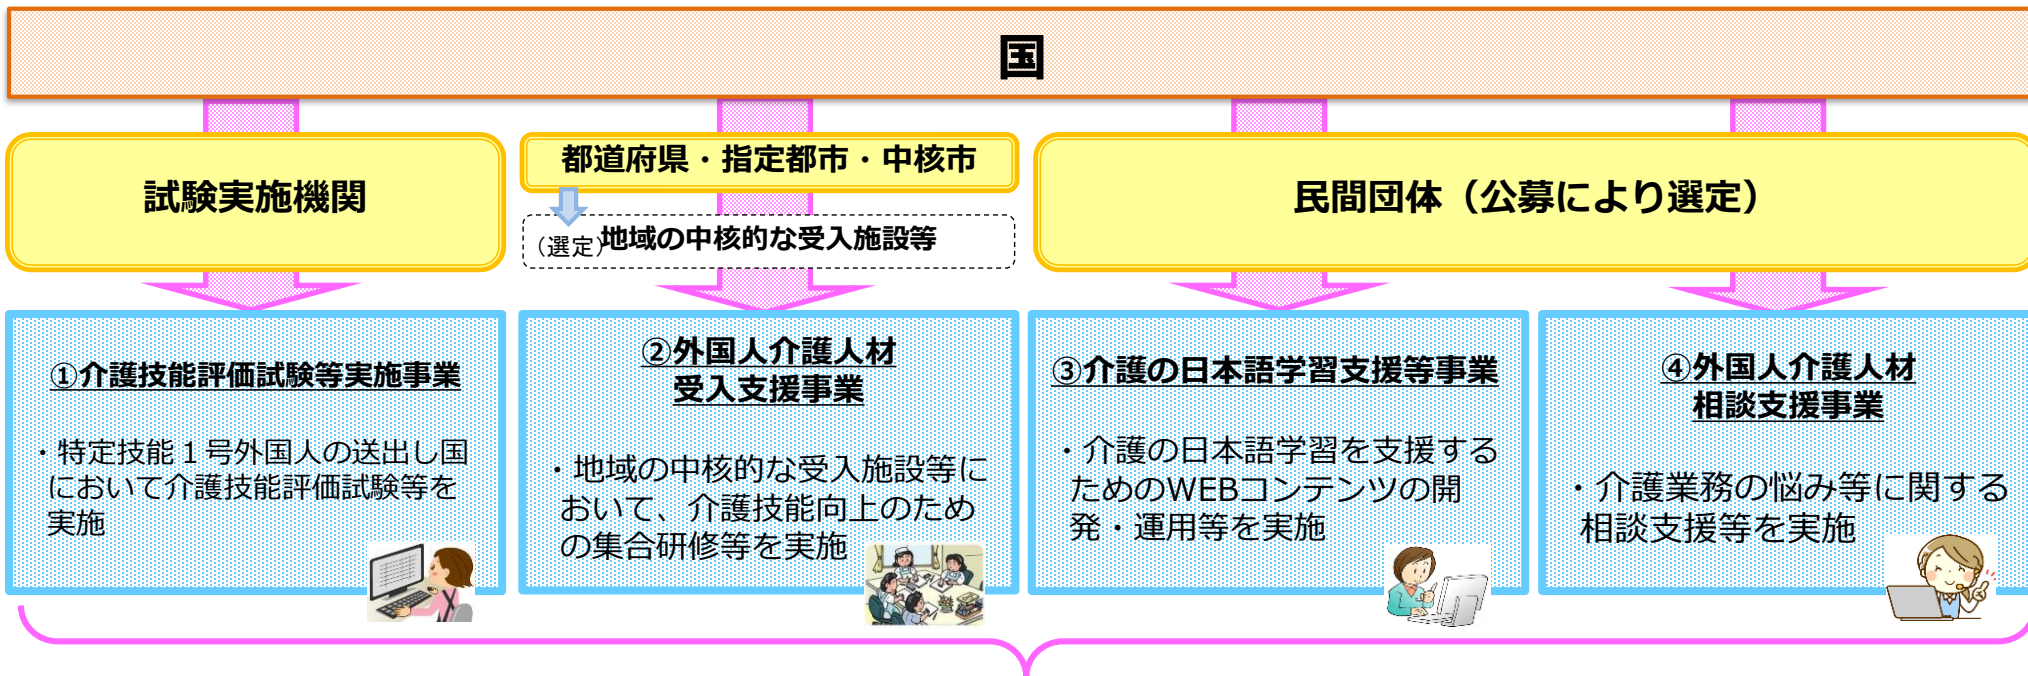 国
試験実施機関
都道府県・指定都市・中核市
(選定)地域の中核的な受入施設等
民間団体（公募により選定）
①介護技能評価試験等実施事業
・特定技能１号外国人の送出し国
において介護技能評価試験等を
実施
②外国人介護人材
受入支援事業
・地域の中核的な受入施設等に
おいて、介護技能向上のため
の集合研修等を実施
③介護の日本語学習支援等事業
・介護の日本語学習を支援する
ためのWEBコンテンツの開
発・運用等を実施
④外国人介護人材
相談支援事業
・介護業務の悩み等に関する
相談支援等を実施